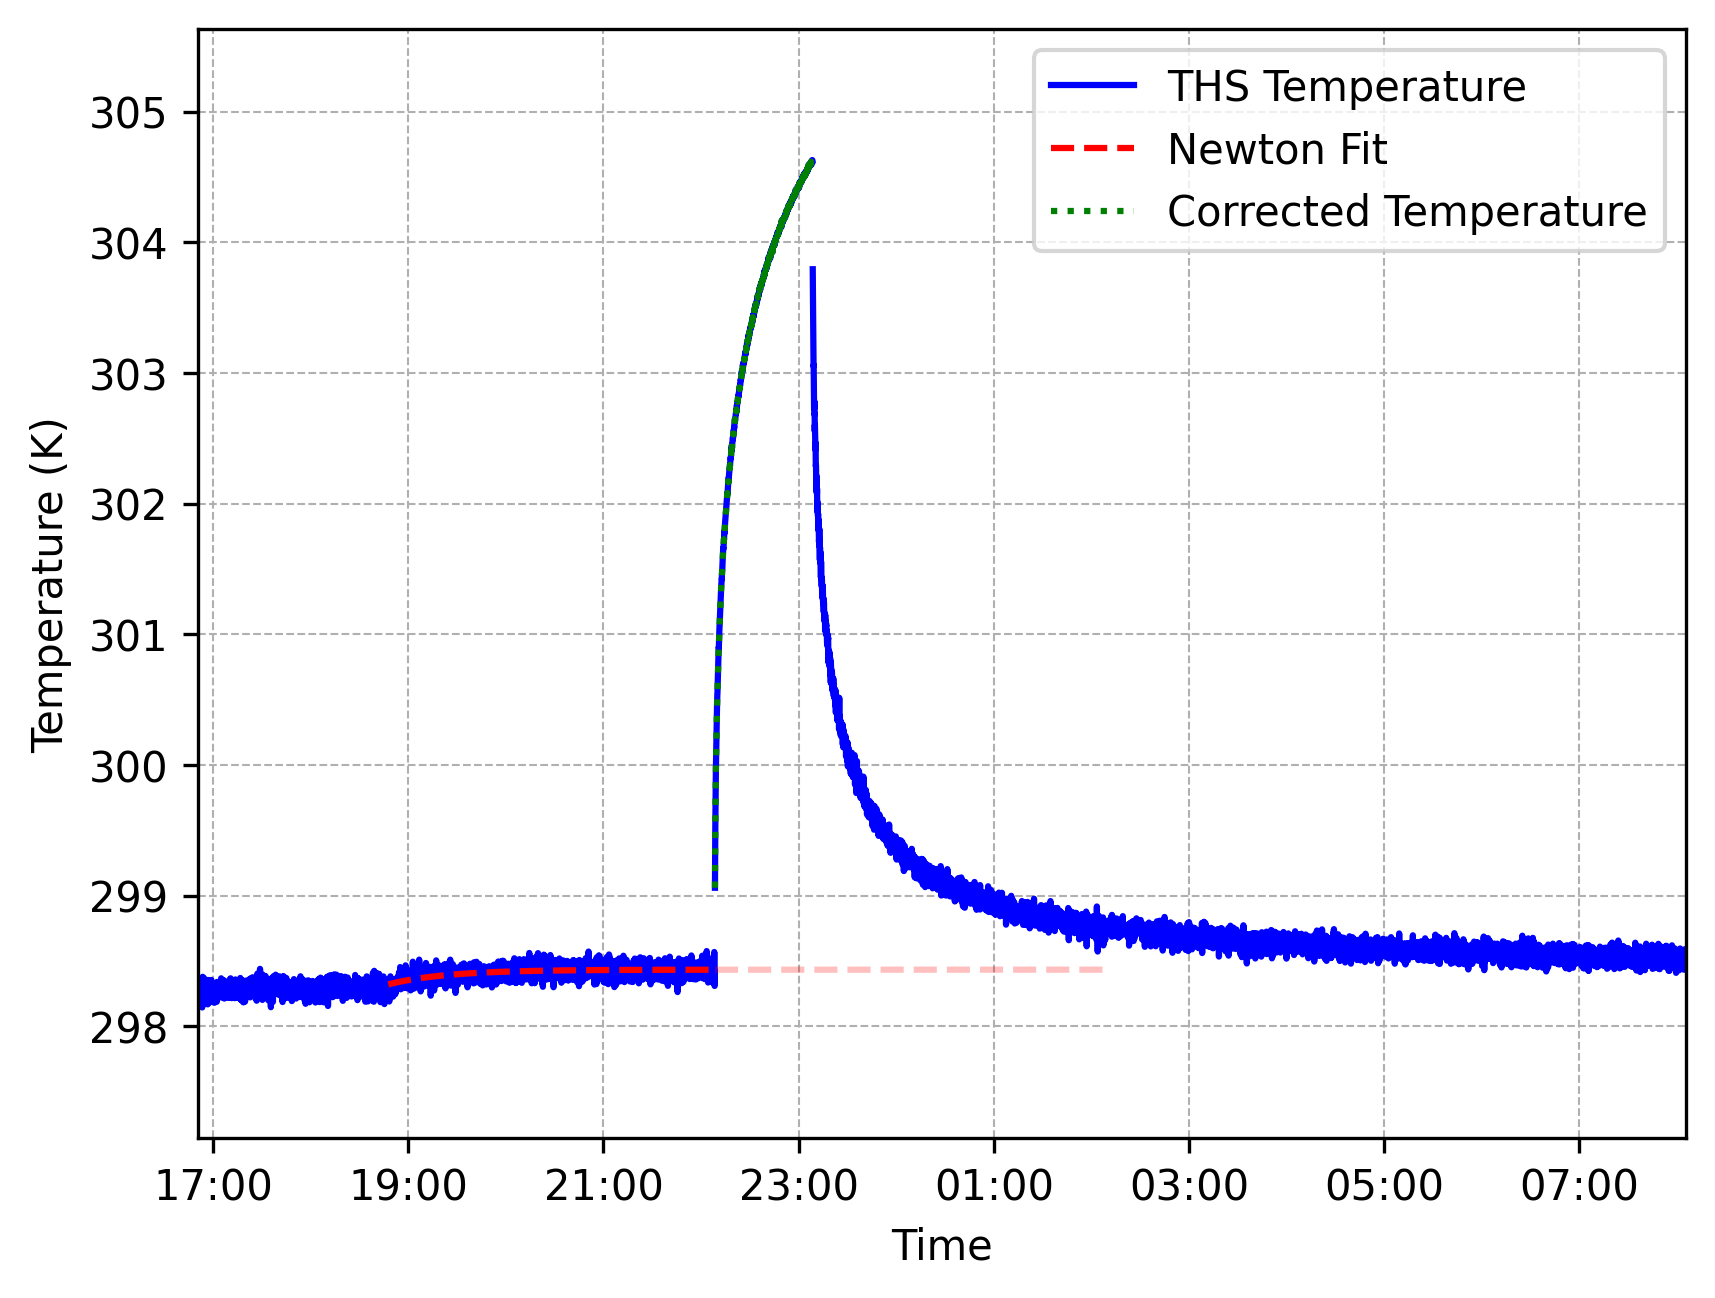 THS Temperature
Newton Fit
Corrected Temperature
305
304
303
302
301
300
299
298
Temperature (K)
17:00 19:00 21:00 23:00 01:00 03:00 05:00 07:00
Time